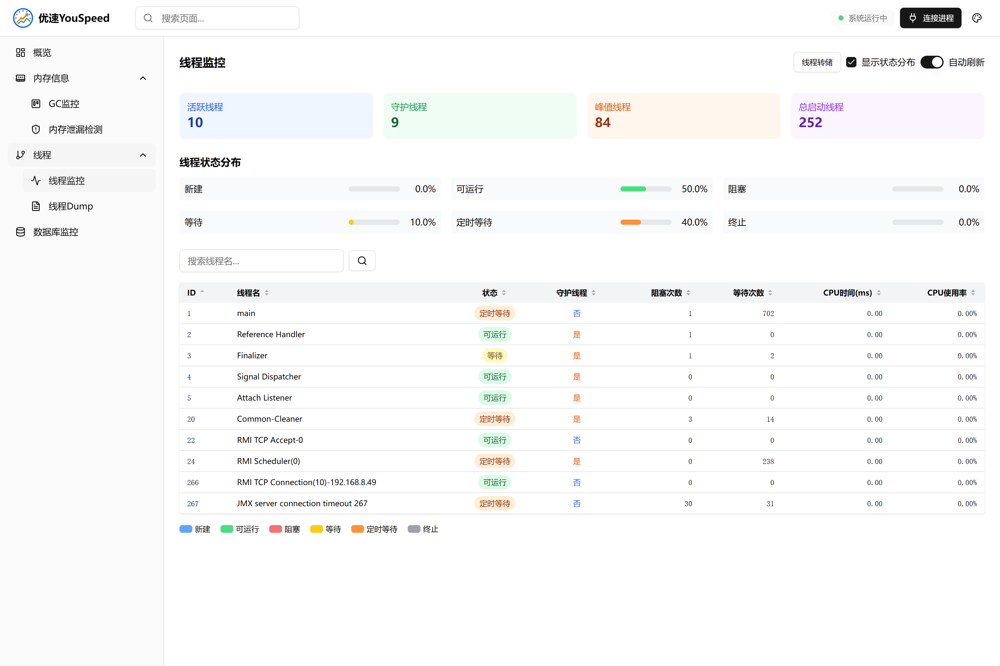 优速YouSpeed
搜索页面...
系统运行中
连接进程
概览
内存信息
GC监控
内存泄漏检测
线程
线程监控
线程Dump
数据库监控
线程监控
线程转储
显示状态分布
自动刷新
活跃线程
10
守护线程
9
峰值线程
84
总启动线程
252
线程状态分布
新建 0.0%
可运行 50.0%
阻塞 0.0%
等待 10.0%
定时等待 40.0%
终止 0.0%
搜索线程名...
ID 线程名 状态 守护线程 阻塞次数 等待次数 CPU时间(ms) CPU使用率
1 main 定时等待 否 1 702 0.00 0.00%
2 Reference Handler 可运行 是 1 0 0.00 0.00%
3 Finalizer 等待 是 1 2 0.00 0.00%
4 Signal Dispatcher 可运行 是 0 0 0.00 0.00%
5 Attach Listener 可运行 是 0 0 0.00 0.00%
20 Common-Cleaner 定时等待 是 3 14 0.00 0.00%
22 RMI TCP Accept-0 可运行 否 0 0 0.00 0.00%
24 RMI Scheduler(0) 定时等待 是 0 238 0.00 0.00%
266 RMI TCP Connection(10)-192.168.8.49 可运行 否 0 0 0.00 0.00%
267 JMX server connection timeout 267 定时等待 否 30 31 0.00 0.00%
新建 可运行 阻塞 等待 定时等待 终止